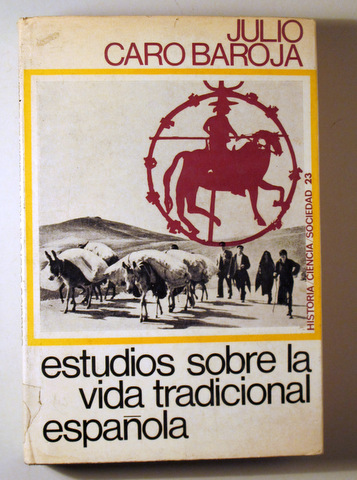 JULIO
CARO BAROJA
HISTORIA/CIENCIA/SOCIEDAD 23
estudios sobre la
vida tradicional
española